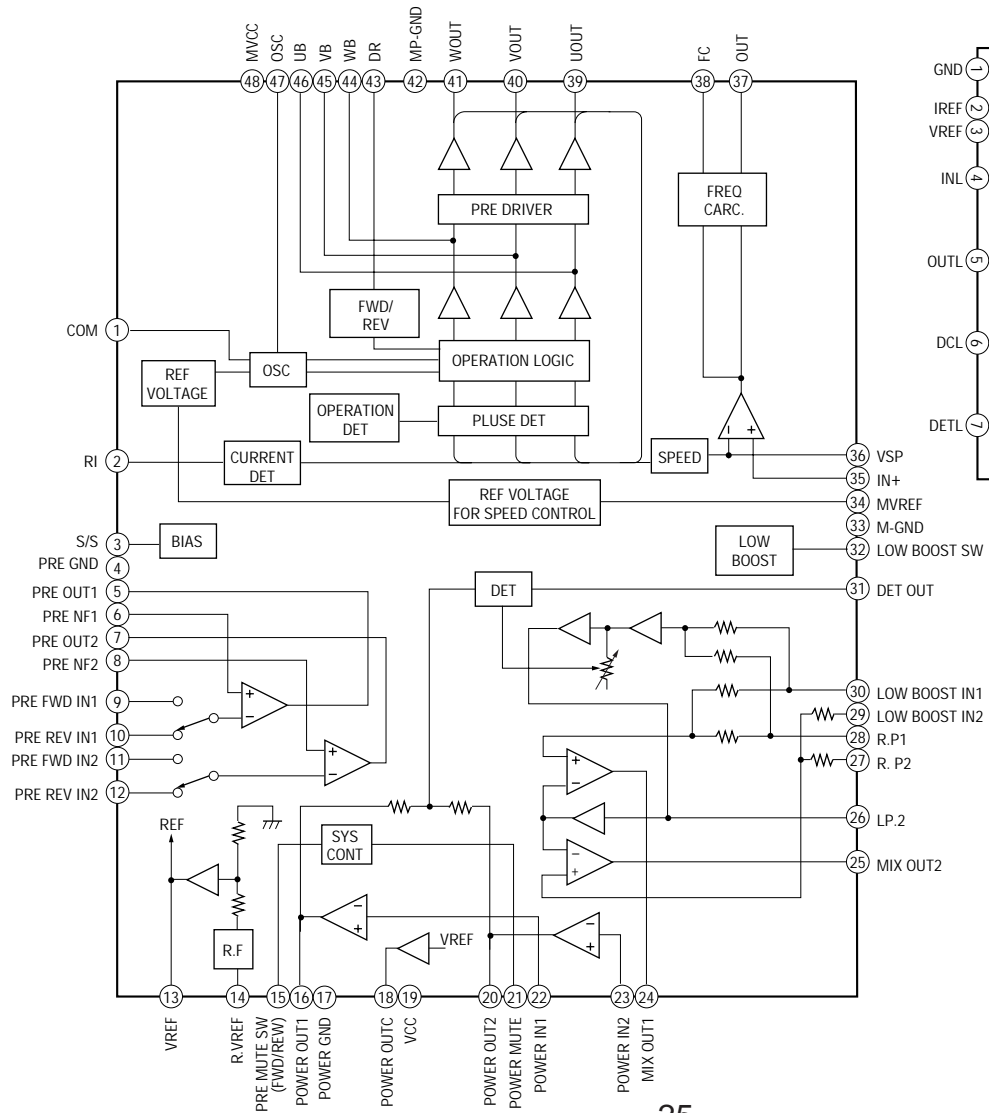 MVCC
OSC
UB
VB
WB
DR
MP-GND
WOUT
VOUT
UOUT
FC
OUT
48
47
46
45
44
43
42
41
40
39
38
37
PRE DRIVER
FREQ
CARC.
FWD/
REV
COM
1
OSC
OPERATION LOGIC
REF
VOLTAGE
OPERATION
DET
PLUSE DET
RI
2
CURRENT
DET
SPEED
- +
36
VSP
35
IN+
REF VOLTAGE
FOR SPEED CONTROL
34
MVREF
33
M-GND
S/S
3
BIAS
LOW
BOOST
32
LOW BOOST SW
PRE GND
4
PRE OUT1
5
DET
31
DET OUT
PRE NF1
6
PRE OUT2
7
PRE NF2
8
PRE FWD IN1
9
PRE REV IN1
10
PRE FWD IN2
11
PRE REV IN2
12
+
-
+
-
30
LOW BOOST IN1
29
LOW BOOST IN2
28
R.P1
27
R. P2
+
-
26
LP.2
-
+
25
MIX OUT2
REF
SYS
CONT
R.F
-
+
VREF
-
+
13
14
15
16
17
18
19
20
21
22
23
24
VREF
R.VREF
PRE MUTE SW
(FWD/REW)
POWER OUT1
POWER GND
POWER OUTC
VCC
POWER OUT2
POWER MUTE
POWER IN1
POWER IN2
MIX OUT1
GND
1
IREF
2
VREF
3
INL
4
OUTL
5
DCL
6
DETL
7